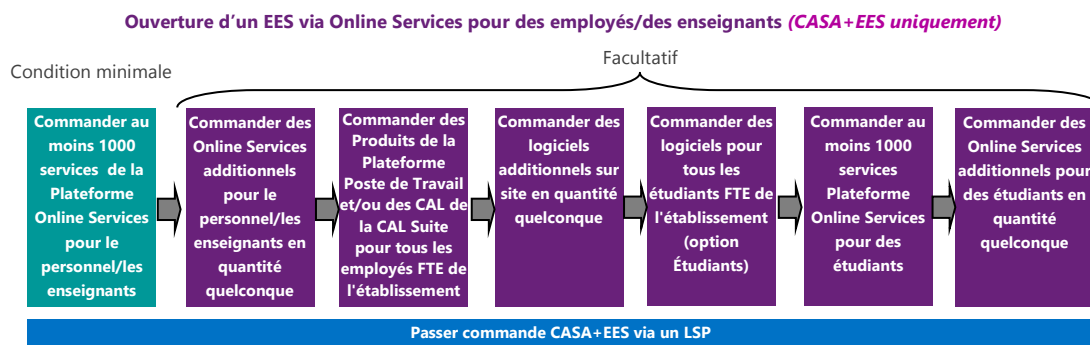 Ouverture d’un EES via Online Services pour des employés/des enseignants (CASA+EES uniquement)
Facultatif
Condition minimale
Commander au
moins 1000
services de la
Plateforme
Online Services
pour le
personnel/les
enseignants
Commander des
Online Services
additionnels
pour le
personnel/les
enseignants en
quantité
quelconque
Commander des
Produits de la
Plateforme
Poste de Travail
et/ou des CAL de
la CAL Suite
pour tous les
employés FTE de
l'établissement
Commander des
logiciels
additionnels sur
site en quantité
quelconque
Commander des
logiciels pour
tous les
étudiants FTE de
l'établissement
(option
Étudiants)
Commander au
moins 1000
services
Plateforme
Online Services
pour des
étudiants
Commander des
Online Services
additionnels pour
des étudiants en
quantité
quelconque
Passer commande CASA+EES via un LSP